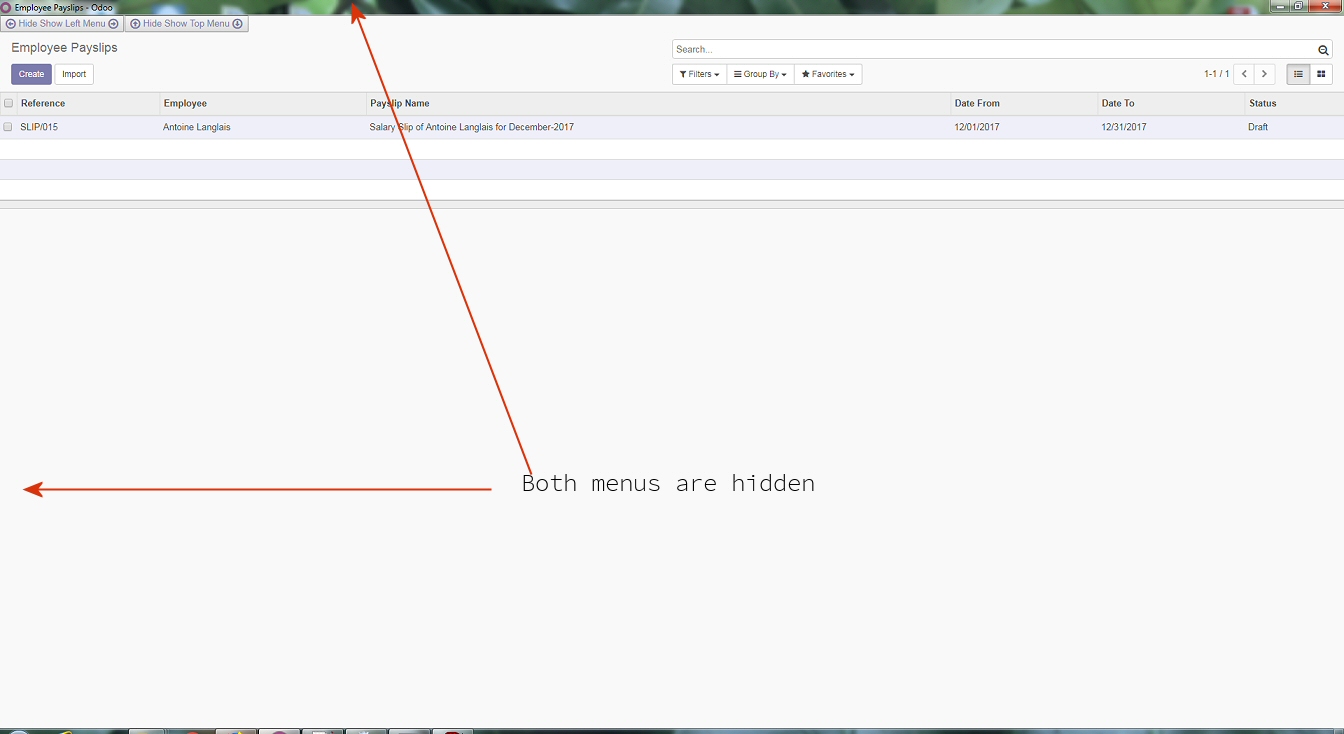 Employee Payslips - Odoo
Hide Show Left Menu Hide Show Top Menu
Employee Payslips
Search...
Create Import Filters Group By Favorites 1-1 / 1
Reference Employee Payslip Name Date From Date To Status
SLIP/015 Antoine Langlais Salary Slip of Antoine Langlais for December-2017 12/01/2017 12/31/2017 Draft
Both menus are hidden